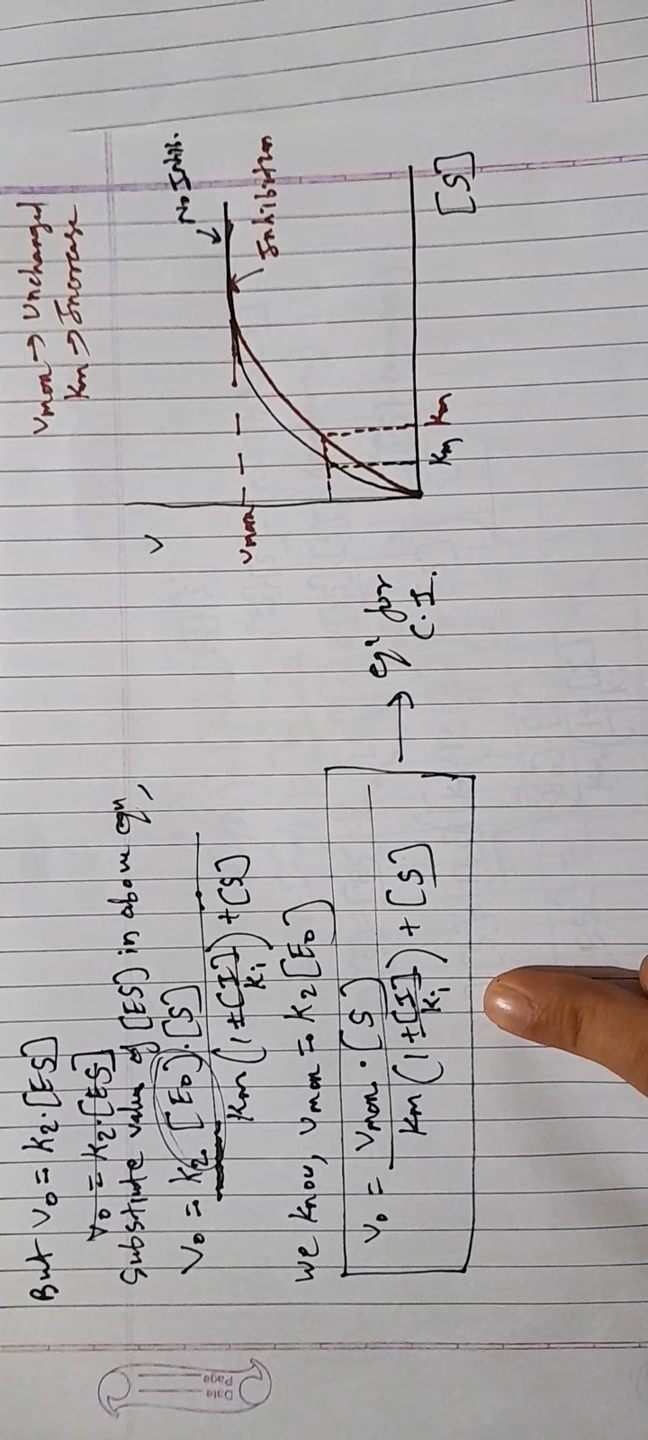 But V₀ = K₂·[ES]
V₀ = K₂·[ES]
Substitute value of [ES] in above eqn,
V₀ = K₂ [E₀]·[S]
Km (1+[I]/Ki) + [S]
We know, Vmax = K₂[E₀]
V₀ = Vmax · [S]
Km (1+[I]/Ki) + [S]
→ eqⁿ for
C.I.
Vmax → Unchanged
Km → Increase
No Inhib.
Inhibition
V
Vmax
Km
Km
[S]
Date
Page